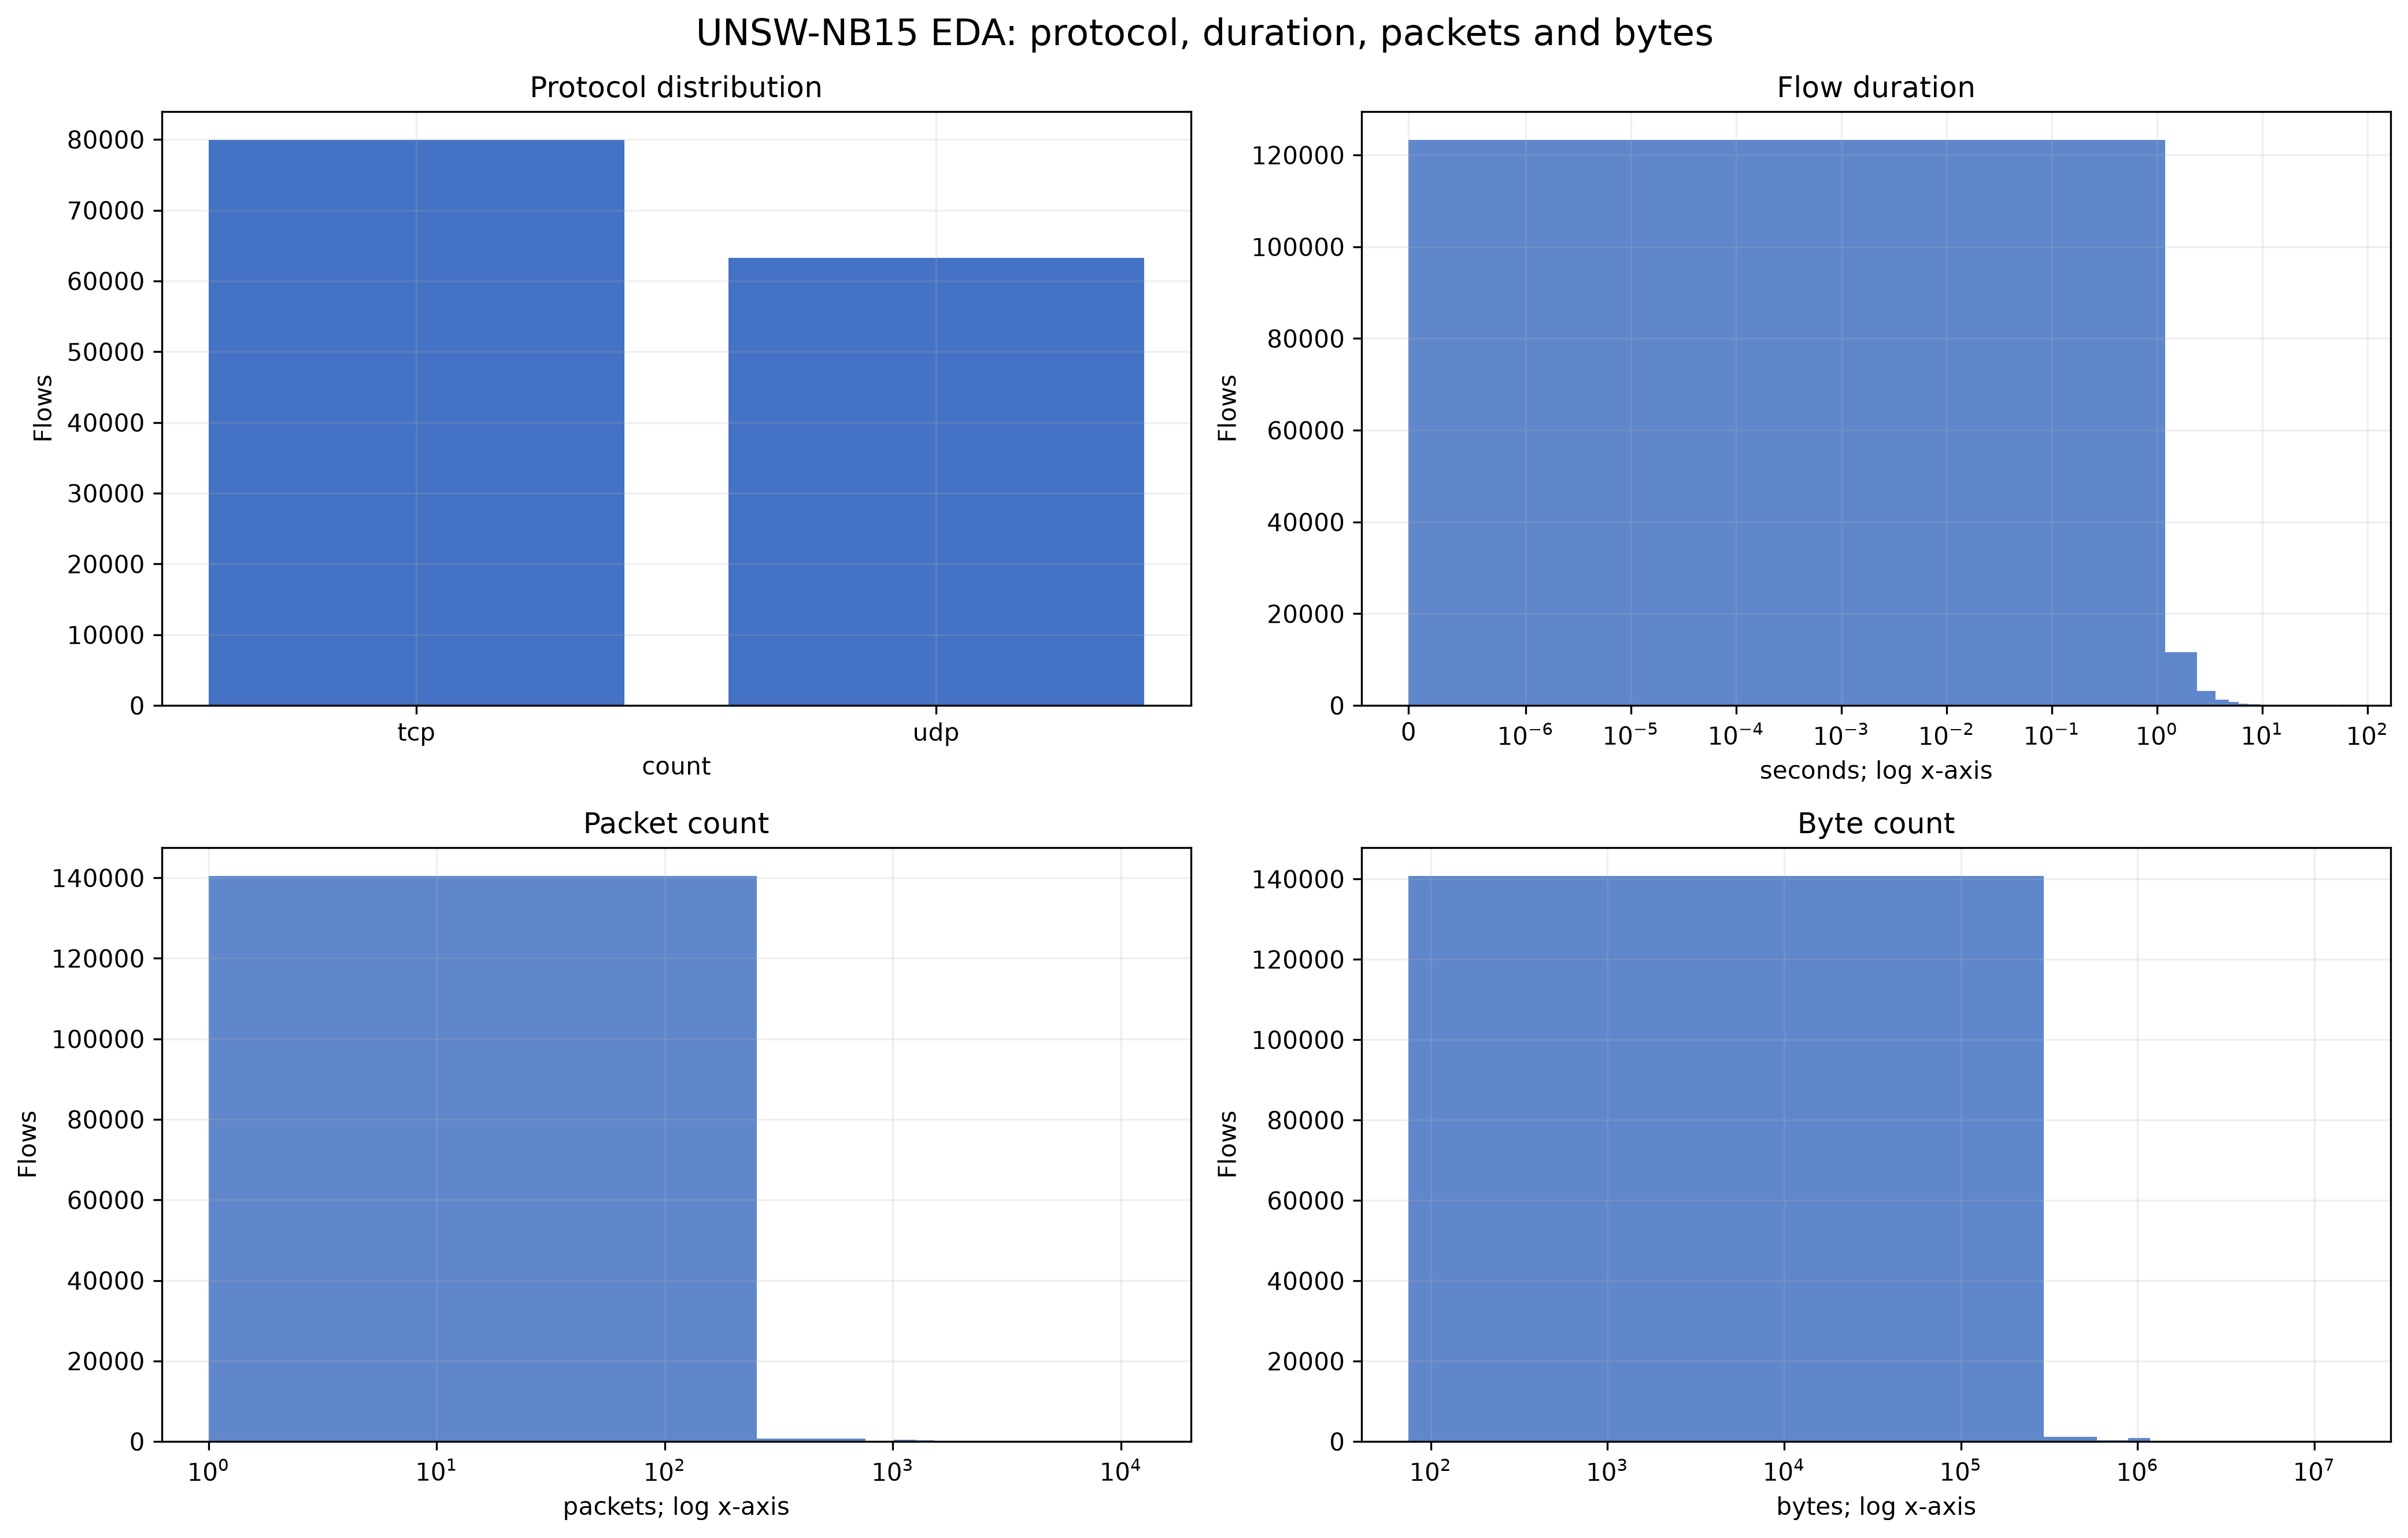 UNSW-NB15 EDA: protocol, duration, packets and bytes
Protocol distribution
Flows
80000
70000
60000
50000
40000
30000
20000
10000
0
tcp udp
count
Flow duration
Flows
120000
100000
80000
60000
40000
20000
0
0 10⁻⁶ 10⁻⁵ 10⁻⁴ 10⁻³ 10⁻² 10⁻¹ 10⁰ 10¹ 10²
seconds; log x-axis
Packet count
Flows
140000
120000
100000
80000
60000
40000
20000
0
10⁰ 10¹ 10² 10³ 10⁴
packets; log x-axis
Byte count
Flows
140000
120000
100000
80000
60000
40000
20000
0
10² 10³ 10⁴ 10⁵ 10⁶ 10⁷
bytes; log x-axis